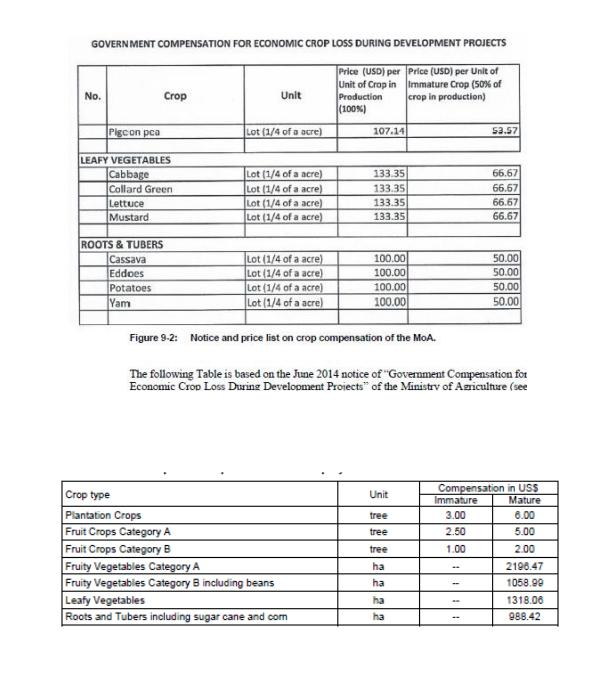 GOVERNMENT COMPENSATION FOR ECONOMIC CROP LOSS DURING DEVELOPMENT PROJECTS
No. Crop Unit Price (USD) per Unit of Crop in Production (100%) Price (USD) per Unit of Immature Crop (50% of crop in production)
Pigeon pea Lot (1/4 of a acre) 107.14 53.57
LEAFY VEGETABLES
Cabbage Lot (1/4 of a acre) 133.35 66.67
Collard Green Lot (1/4 of a acre) 133.35 66.67
Lettuce Lot (1/4 of a acre) 133.35 66.67
Mustard Lot (1/4 of a acre) 133.35 66.67
ROOTS & TUBERS
Cassava Lot (1/4 of a acre) 100.00 50.00
Eddoes Lot (1/4 of a acre) 100.00 50.00
Potatoes Lot (1/4 of a acre) 100.00 50.00
Yam Lot (1/4 of a acre) 100.00 50.00
Figure 9-2: Notice and price list on crop compensation of the MoA.
The following Table is based on the June 2014 notice of "Government Compensation for
Economic Crop Loss During Development Projects" of the Ministry of Agriculture (see
Crop type Unit Compensation in US$
Immature Mature
Plantation Crops tree 3.00 6.00
Fruit Crops Category A tree 2.50 5.00
Fruit Crops Category B tree 1.00 2.00
Fruity Vegetables Category A ha -- 2196.47
Fruity Vegetables Category B including beans ha -- 1058.99
Leafy Vegetables ha -- 1318.06
Roots and Tubers including sugar cane and corn ha -- 988.42